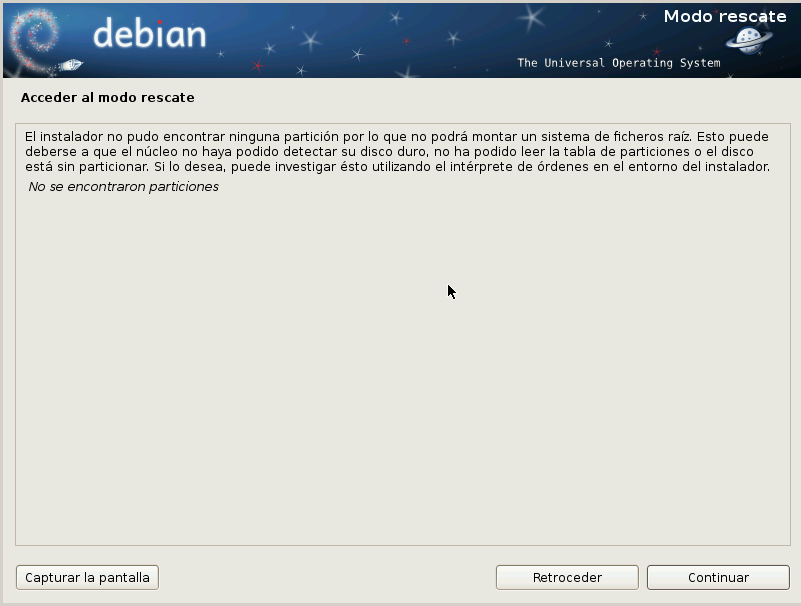 Modo rescate
debian
The Universal Operating System
Acceder al modo rescate
El instalador no pudo encontrar ninguna partición por lo que no podrá montar un sistema de ficheros raíz. Esto puede
deberse a que el núcleo no haya podido detectar su disco duro, no ha podido leer la tabla de particiones o el disco
está sin particionar. Si lo desea, puede investigar ésto utilizando el intérprete de órdenes en el entorno del instalador.
No se encontraron particiones
Capturar la pantalla
Retroceder
Continuar